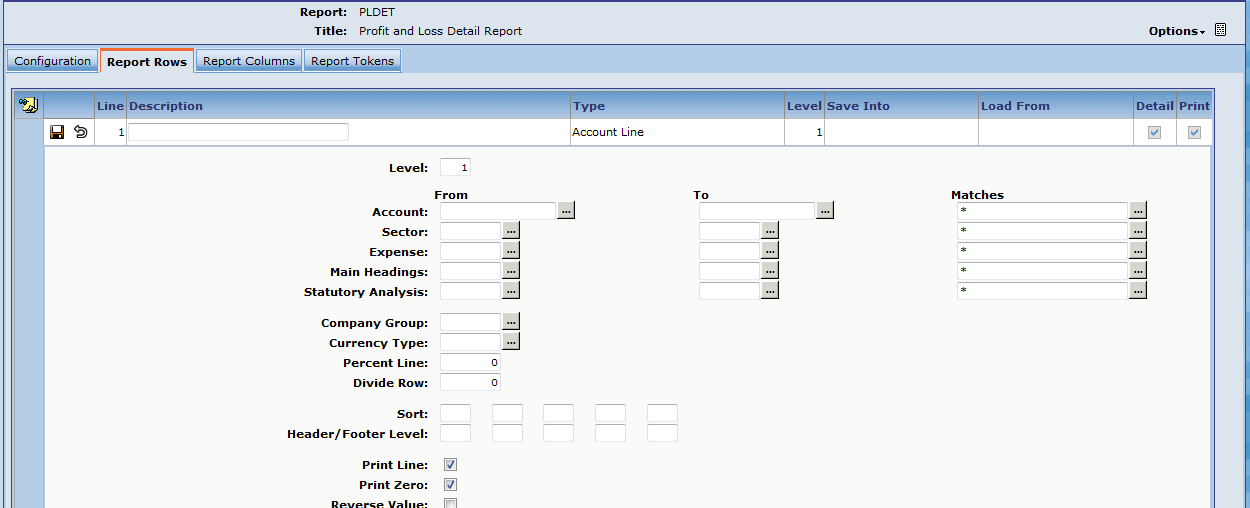 Report: PLDET
Title: Profit and Loss Detail Report
Options
Configuration Report Rows Report Columns Report Tokens
Line Description Type Level Save Into Load From Detail Print
1 Account Line 1
Level: 1
From To Matches
Account: ... ... * ...
Sector: ... ... * ...
Expense: ... ... * ...
Main Headings: ... ... * ...
Statutory Analysis: ... ... * ...
Company Group: ...
Currency Type: ...
Percent Line: 0
Divide Row: 0
Sort:
Header/Footer Level:
Print Line:
Print Zero:
Reverse Value: